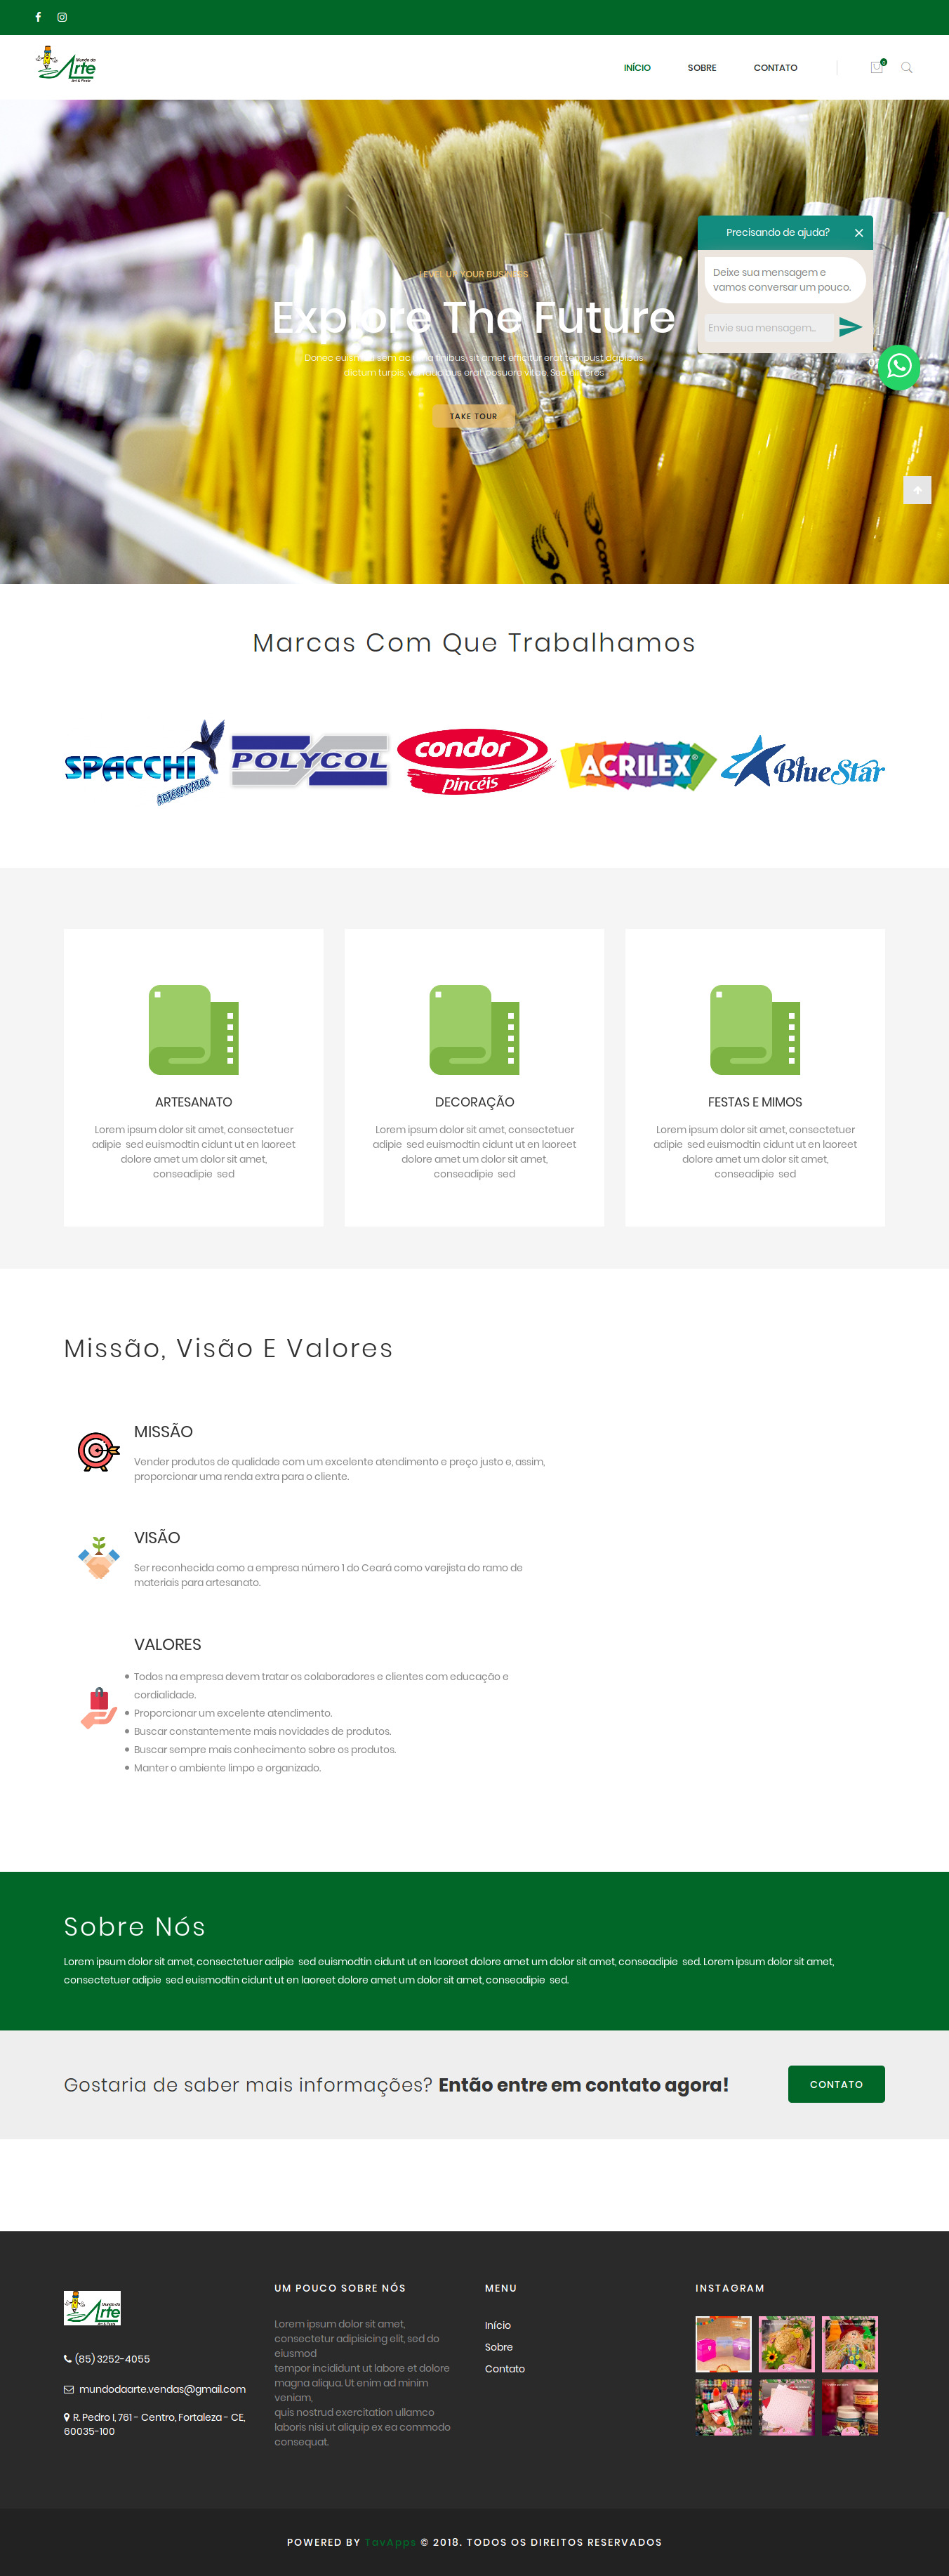 Mundo da
Arte
INÍCIO
SOBRE
CONTATO
0
Precisando de ajuda?
Deixe sua mensagem e
vamos conversar um pouco.
Envie sua mensagem...
LEVEL UP YOUR BUSINESS
Explore The Future
Donec euismod sem ac urna finibus, sit amet efficitur erat tempust dapibus
dictum turpis, vel faucibus erat posuere vitae. Sed est eros
TAKE TOUR
Marcas Com Que Trabalhamos
SPACCHI
ARTESANATOS
POLYCOL
condor
pincéis
ACRILEX®
BlueStar
ARTESANATO
Lorem ipsum dolor sit amet, consectetuer
adipie sed euismodtin cidunt ut en laoreet
dolore amet um dolor sit amet,
conseadipie sed
DECORAÇÃO
Lorem ipsum dolor sit amet, consectetuer
adipie sed euismodtin cidunt ut en laoreet
dolore amet um dolor sit amet,
conseadipie sed
FESTAS E MIMOS
Lorem ipsum dolor sit amet, consectetuer
adipie sed euismodtin cidunt ut en laoreet
dolore amet um dolor sit amet,
conseadipie sed
Missão, Visão E Valores
MISSÃO
Vender produtos de qualidade com um excelente atendimento e preço justo e, assim,
proporcionar uma renda extra para o cliente.
VISÃO
Ser reconhecida como a empresa número 1 do Ceará como varejista do ramo de
materiais para artesanato.
VALORES
• Todos na empresa devem tratar os colaboradores e clientes com educação e
cordialidade.
• Proporcionar um excelente atendimento.
• Buscar constantemente mais novidades de produtos.
• Buscar sempre mais conhecimento sobre os produtos.
• Manter o ambiente limpo e organizado.
Sobre Nós
Lorem ipsum dolor sit amet, consectetuer adipie sed euismodtin cidunt ut en laoreet dolore amet um dolor sit amet, conseadipie sed. Lorem ipsum dolor sit amet,
consectetuer adipie sed euismodtin cidunt ut en laoreet dolore amet um dolor sit amet, conseadipie sed.
Gostaria de saber mais informações? Então entre em contato agora!
CONTATO
Mundo da
Arte
(85) 3252-4055
mundodaarte.vendas@gmail.com
R. Pedro I, 761 - Centro, Fortaleza - CE,
60035-100
UM POUCO SOBRE NÓS
Lorem ipsum dolor sit amet,
consectetur adipisicing elit, sed do
eiusmod
tempor incididunt ut labore et dolore
magna aliqua. Ut enim ad minim
veniam,
quis nostrud exercitation ullamco
laboris nisi ut aliquip ex ea commodo
consequat.
MENU
Início
Sobre
Contato
INSTAGRAM
POWERED BY TavApps © 2018. TODOS OS DIREITOS RESERVADOS